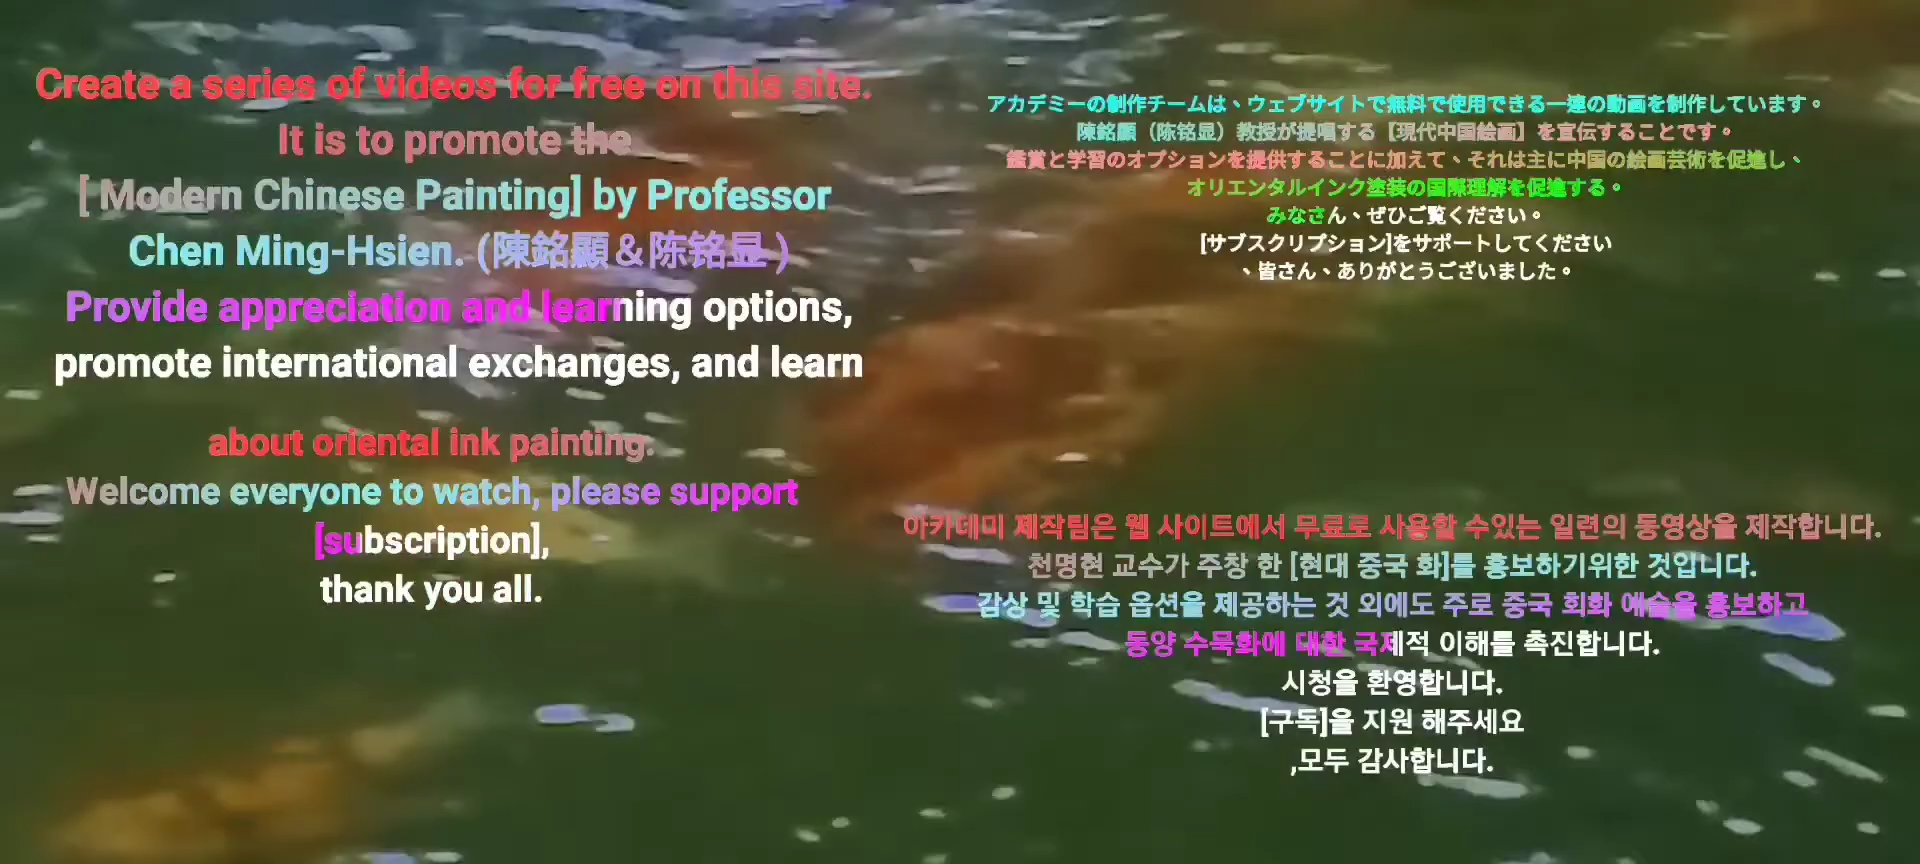 Create a series of videos for free on this site.
It is to promote the
[ Modern Chinese Painting] by Professor
Chen Ming-Hsien. (陳銘顯＆陈铭显 )
Provide appreciation and learning options,
promote international exchanges, and learn
about oriental ink painting.
Welcome everyone to watch, please support
[subscription],
thank you all.
アカデミーの制作チームは、ウェブサイトで無料で使用できる一連の動画を制作しています。
陳銘顯（陈铭显）教授が提唱する【現代中国絵画】を宣伝することです。
鑑賞と学習のオプションを提供することに加えて、それは主に中国の絵画芸術を促進し、
オリエンタルインク塗装の国際理解を促進する。
みなさん、ぜひご覧ください。
[サブスクリプション]をサポートしてください
、皆さん、ありがとうございました。
아카데미 제작팀은 웹 사이트에서 무료로 사용할 수있는 일련의 동영상을 제작합니다.
천명현 교수가 주창 한 [현대 중국 화]를 홍보하기위한 것입니다.
감상 및 학습 옵션을 제공하는 것 외에도 주로 중국 회화 예술을 홍보하고
동양 수묵화에 대한 국제적 이해를 촉진합니다.
시청을 환영합니다.
[구독]을 지원 해주세요
,모두 감사합니다.